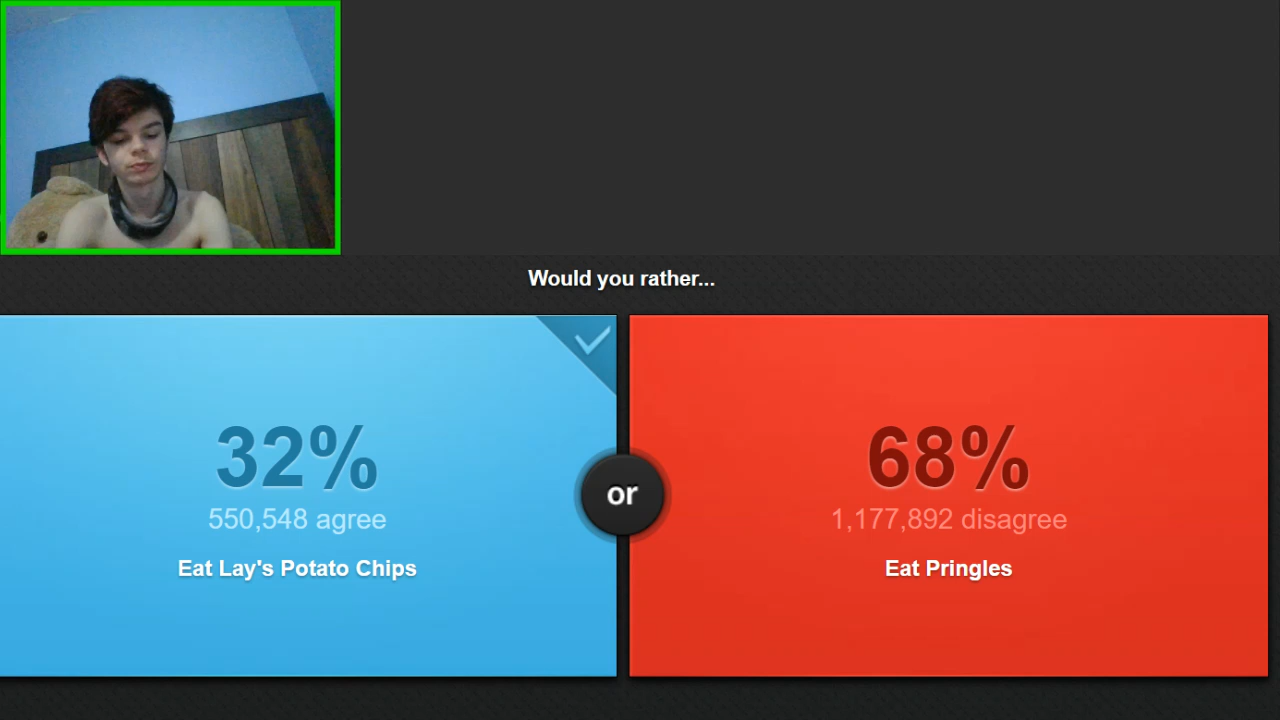 Would you rather...
32%
550,548 agree
Eat Lay's Potato Chips
or
68%
1,177,892 disagree
Eat Pringles